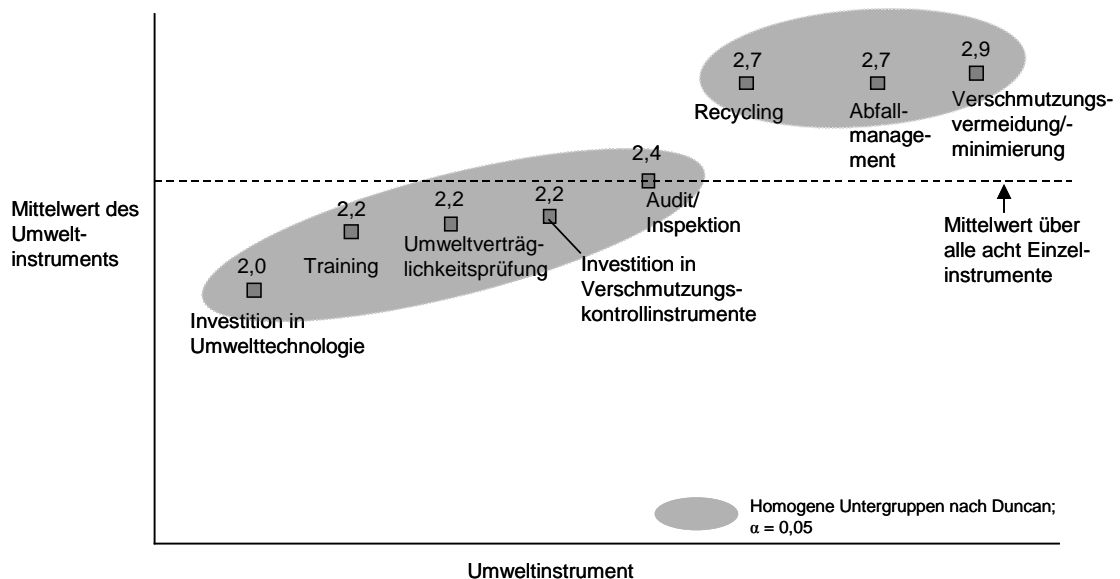 2,7
2,7
2,9
Recycling
Abfall-
manage-
ment
Verschmutzungs-
vermeidung/-
minimierung
2,4
Audit/
Inspektion
Mittelwert des
Umwelt-
instruments
2,2
Training
2,2
Umweltverträg-
lichkeitsprüfung
2,2
Investition in
Verschmutzungs-
kontrollinstrumente
Mittelwert über
alle acht Einzel-
instrumente
2,0
Investition in
Umwelttechnologie
Homogene Untergruppen nach Duncan;
α = 0,05
Umweltinstrument